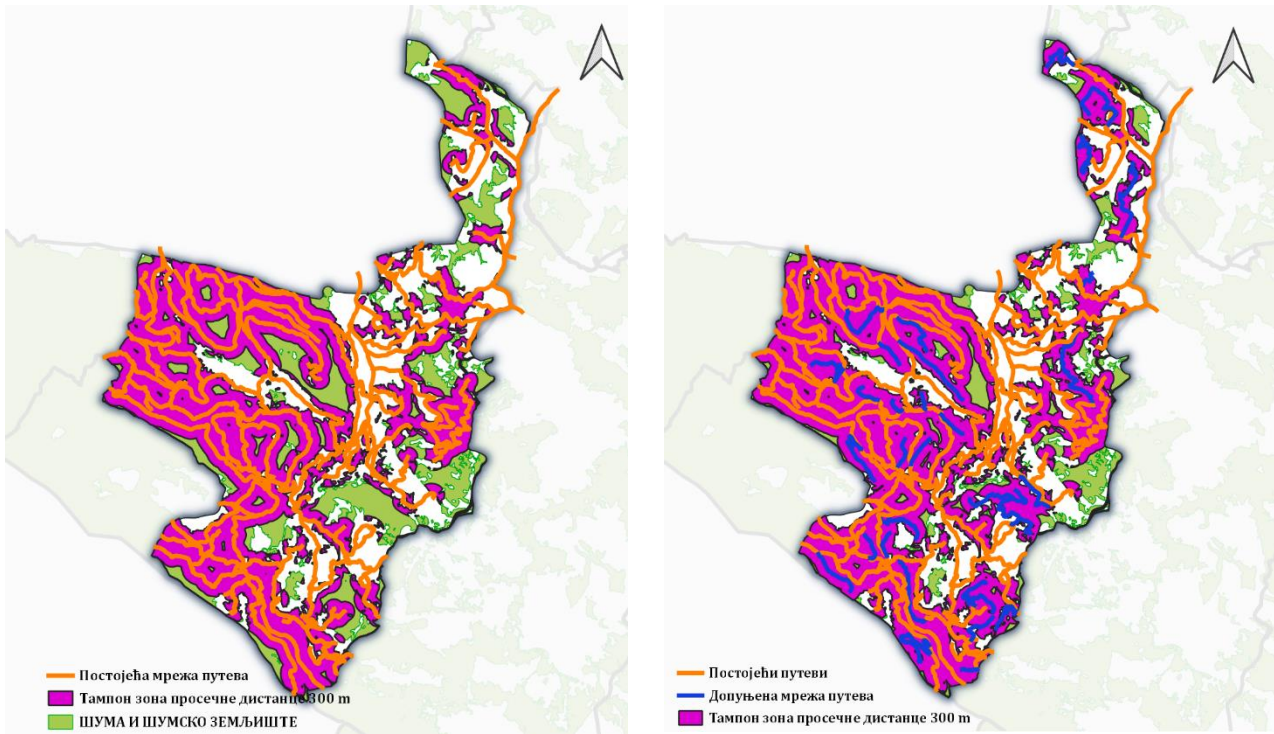 Постојећа мрежа путева
Тампон зона просечне дистанце 300 m
ШУМА И ШУМСКО ЗЕМЉИШТЕ
Постојећи путеви
Допуњена мрежа путева
Тампон зона просечне дистанце 300 m